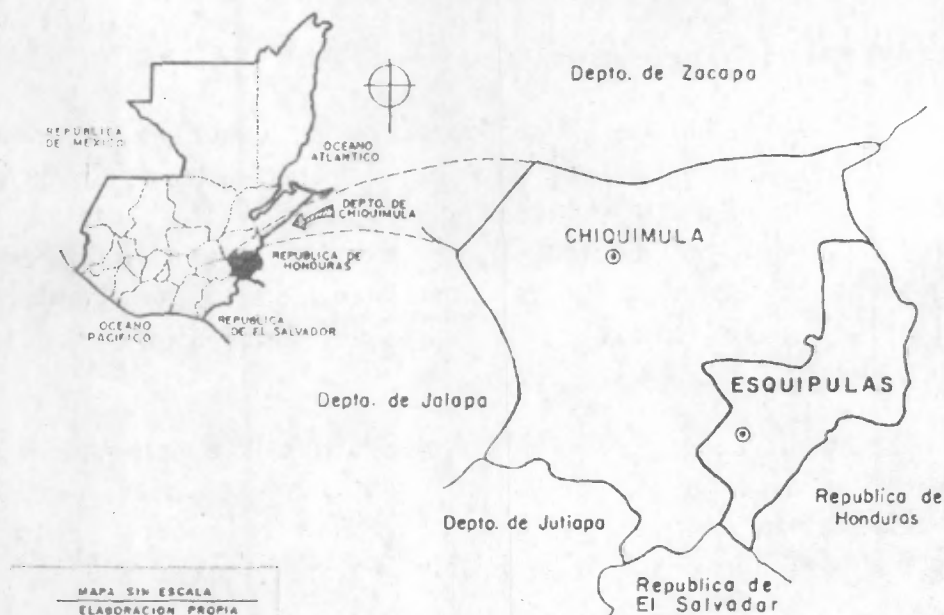 Depto. de Zacapa
REPÚBLICA
DE MEXICO
OCEANO
ATLANTICO
DEPTO. DE
CHIQUIMULA
REPUBLICA DE
HONDURAS
REPUBLICA
DE EL SALVADOR
OCEANO
PACIFICO
CHIQUIMULA
ESQUIPULAS
Depto. de Jalapa
Depto. de Jutiapa
Republica de
Honduras
Republica de
El Salvador
MAPA SIN ESCALA
ELABORACION PROPIA